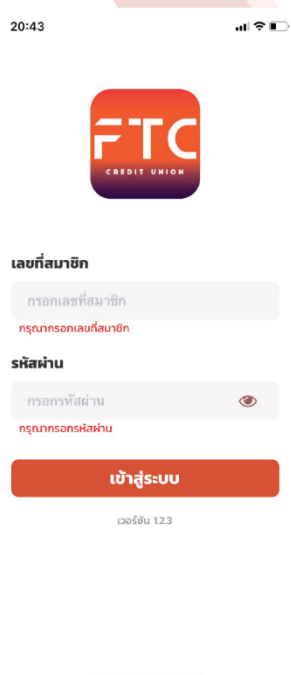 20:43
FTC
CREDIT UNION
เลขที่สมาชิก
กรอกเลขที่สมาชิก
กรุณากรอกเลขที่สมาชิก
รหัสผ่าน
กรอกรหัสผ่าน
กรุณากรอกรหัสผ่าน
เข้าสู่ระบบ
เวอร์ชัน 1.2.3